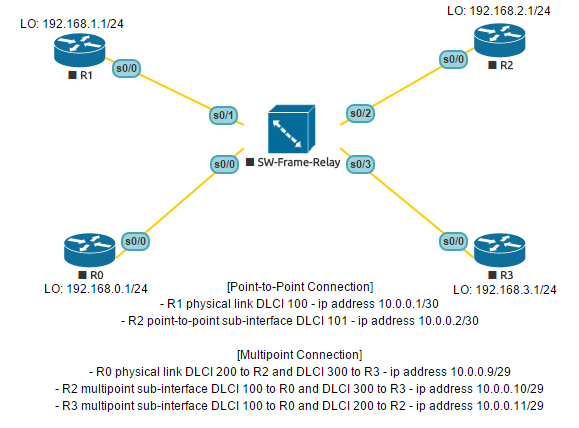 LO: 192.168.1.1/24
LO: 192.168.2.1/24
s0/0
R1
s0/0
R2
s0/1
s0/2
SW-Frame-Relay
s0/0
s0/3
s0/0
s0/0
R0
R3
LO: 192.168.0.1/24
LO: 192.168.3.1/24
[Point-to-Point Connection]
- R1 physical link DLCI 100 - ip address 10.0.0.1/30
- R2 point-to-point sub-interface DLCI 101 - ip address 10.0.0.2/30
[Multipoint Connection]
- R0 physical link DLCI 200 to R2 and DLCI 300 to R3 - ip address 10.0.0.9/29
- R2 multipoint sub-interface DLCI 100 to R0 and DLCI 300 to R3 - ip address 10.0.0.10/29
- R3 multipoint sub-interface DLCI 100 to R0 and DLCI 200 to R2 - ip address 10.0.0.11/29